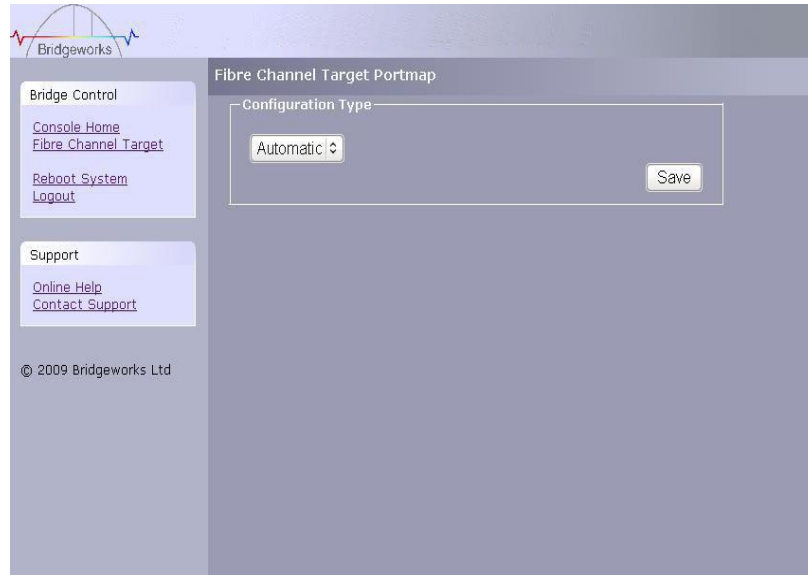 Bridgeworks
Bridge Control
Console Home
Fibre Channel Target
Reboot System
Logout
Support
Online Help
Contact Support
© 2009 Bridgeworks Ltd
Fibre Channel Target Portmap
Configuration Type
Automatic
Save